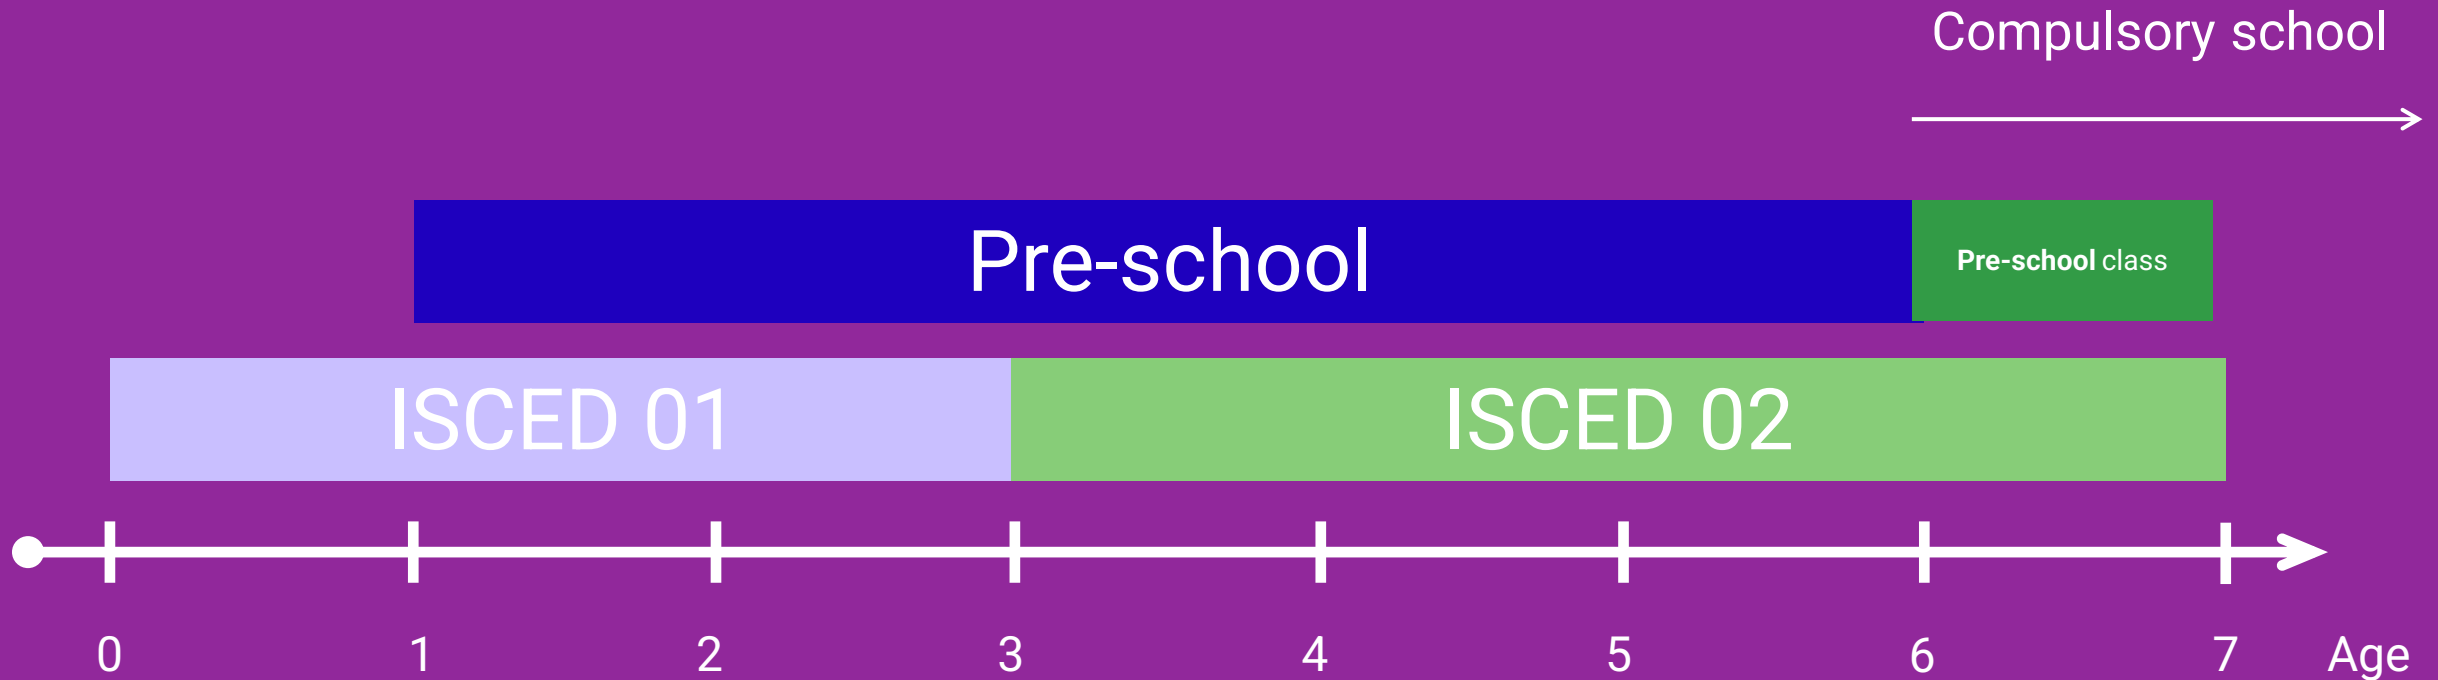 Compulsory school
Pre-school
Pre-school class
ISCED 01
ISCED 02
0 1 2 3 4 5 6 7 Age